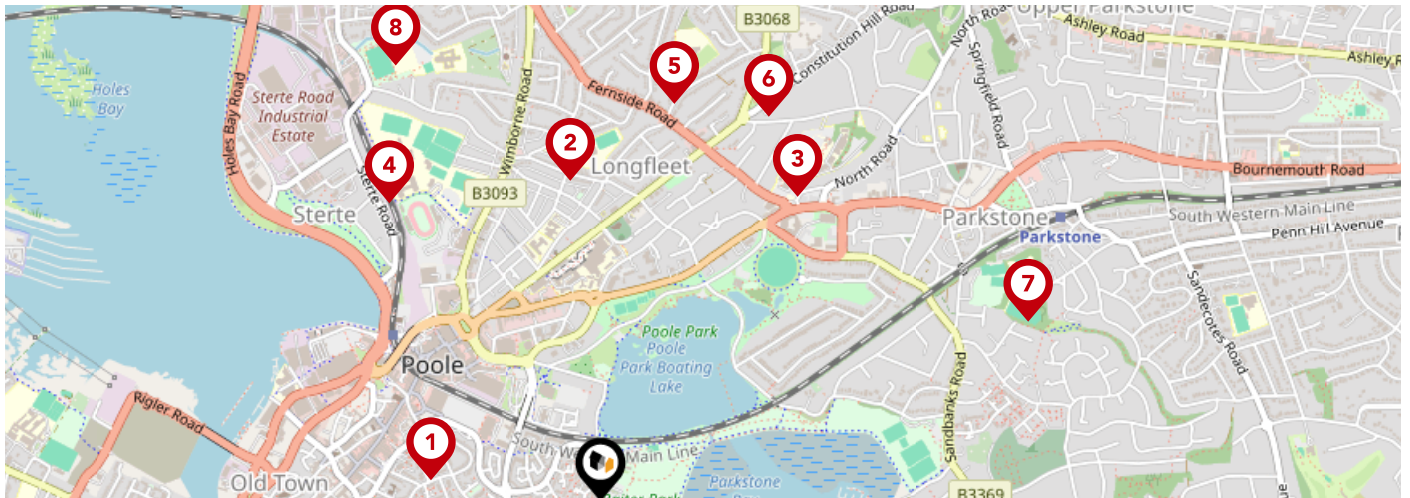 Upper Parkstone
B3068
North Road
Ashley Road
Ashley R
8
Constitution Hill Road
5
6
Holes
Bay
Fernside Road
Springfield Road
Sterte Road
Industrial
Estate
Holes Bay Road
Wimborne Road
2
3
4
Longfleet
North Road
Bournemouth Road
Sterte Road
B3093
Sterte
Parkstone
South Western Main Line
Parkstone
Penn Hill Avenue
7
Sandecotes Road
Poole Park
Poole
Park Boating
Lake
Poole
Rigler Road
Sandbanks Road
1
South We
Main Line
Old Town
Parkstone
B3369